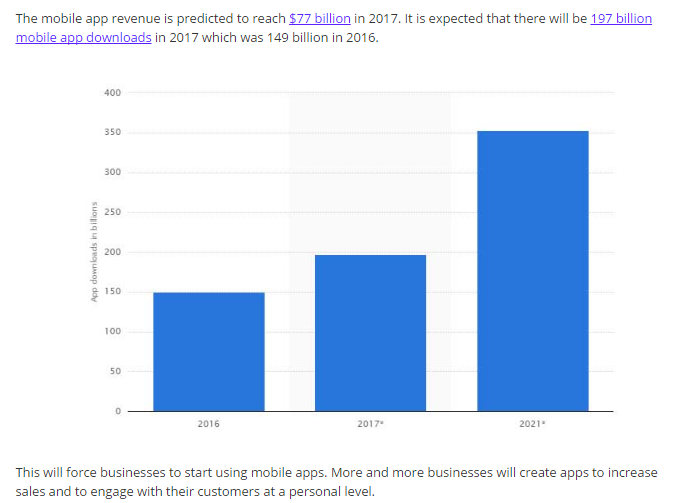 The mobile app revenue is predicted to reach $77 billion in 2017. It is expected that there will be 197 billion
mobile app downloads in 2017 which was 149 billion in 2016.
400
350
300
250
200
150
100
50
0
App downloads in billions
2016
2017*
2021*
This will force businesses to start using mobile apps. More and more businesses will create apps to increase
sales and to engage with their customers at a personal level.